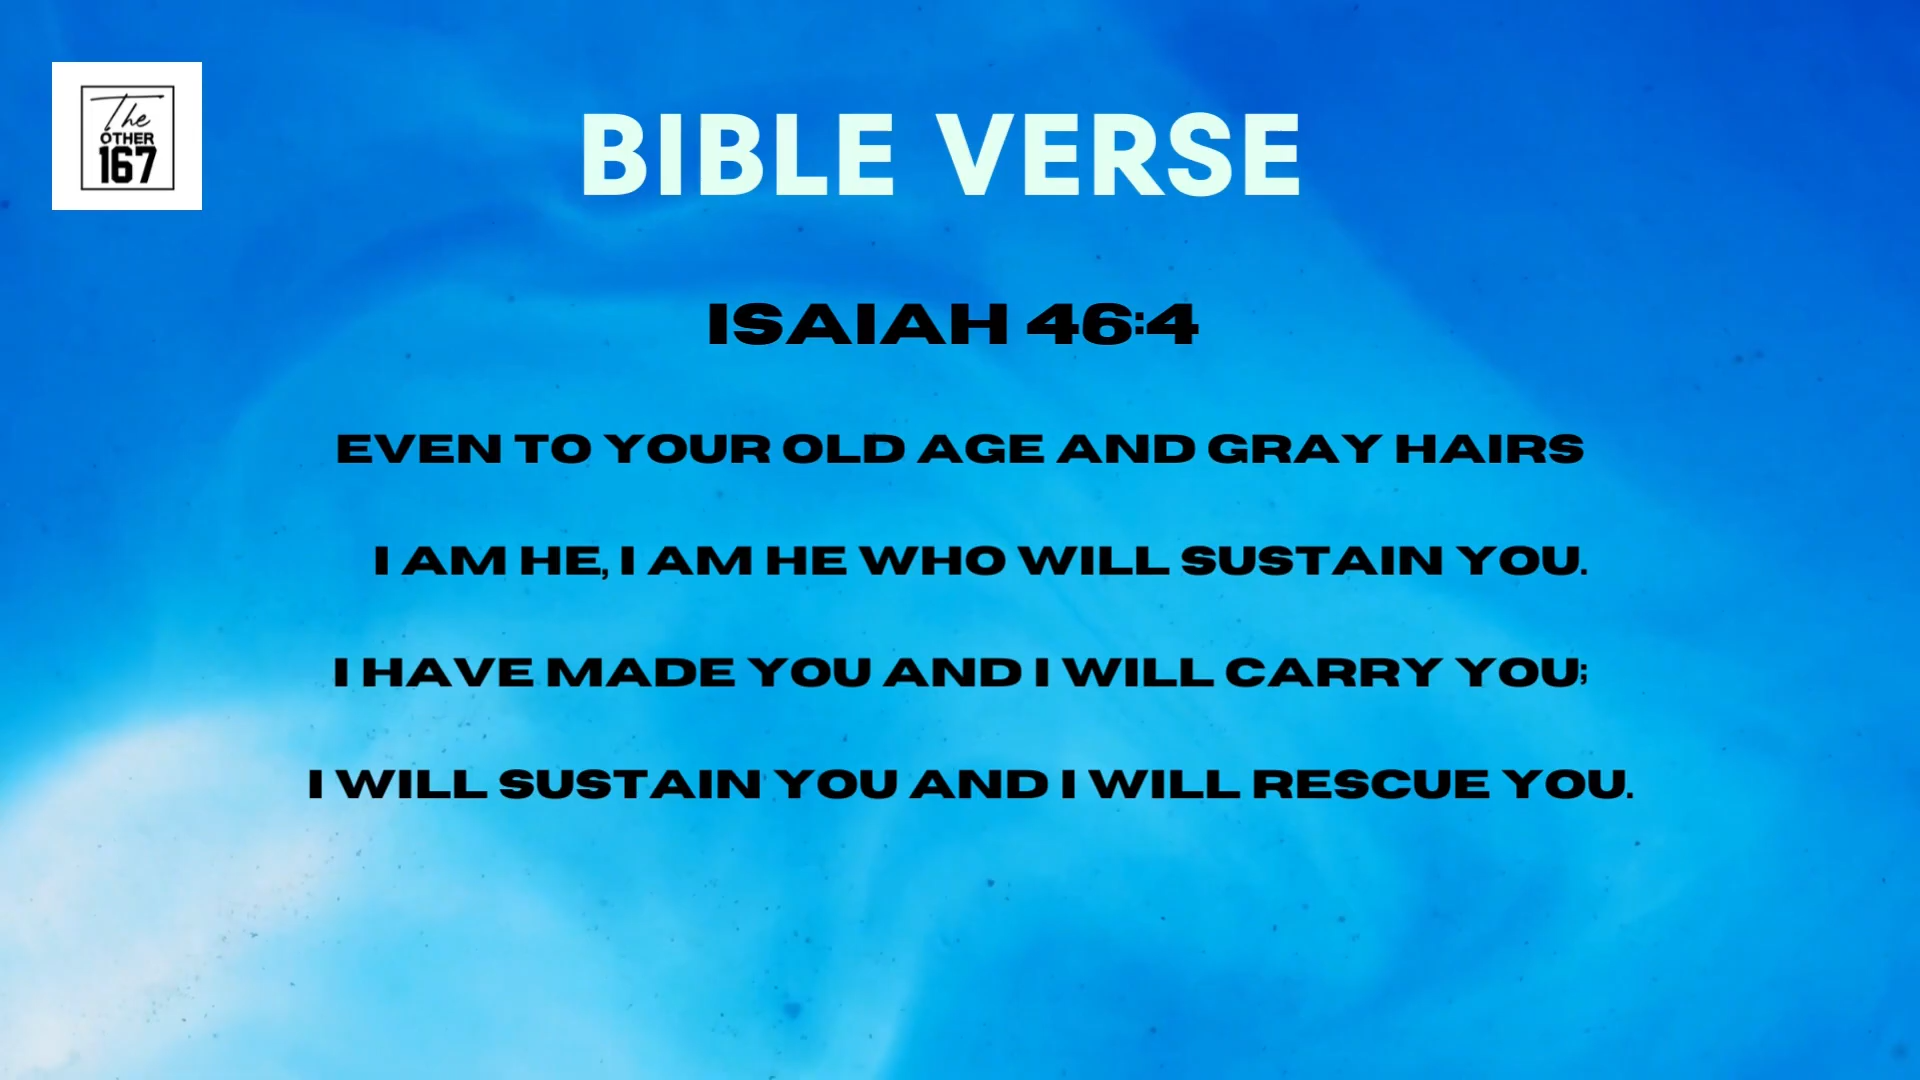 The
OTHER
167
BIBLE VERSE
ISAIAH 46:4
EVEN TO YOUR OLD AGE AND GRAY HAIRS
I AM HE, I AM HE WHO WILL SUSTAIN YOU.
I HAVE MADE YOU AND I WILL CARRY YOU;
I WILL SUSTAIN YOU AND I WILL RESCUE YOU.